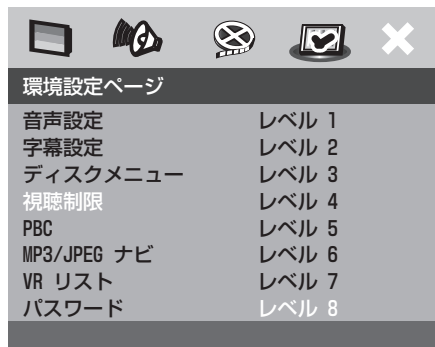 環境設定ページ
音声設定 レベル 1
字幕設定 レベル 2
ディスクメニュー レベル 3
視聴制限 レベル 4
PBC レベル 5
MP3/JPEG ナビ レベル 6
VR リスト レベル 7
パスワード レベル 8